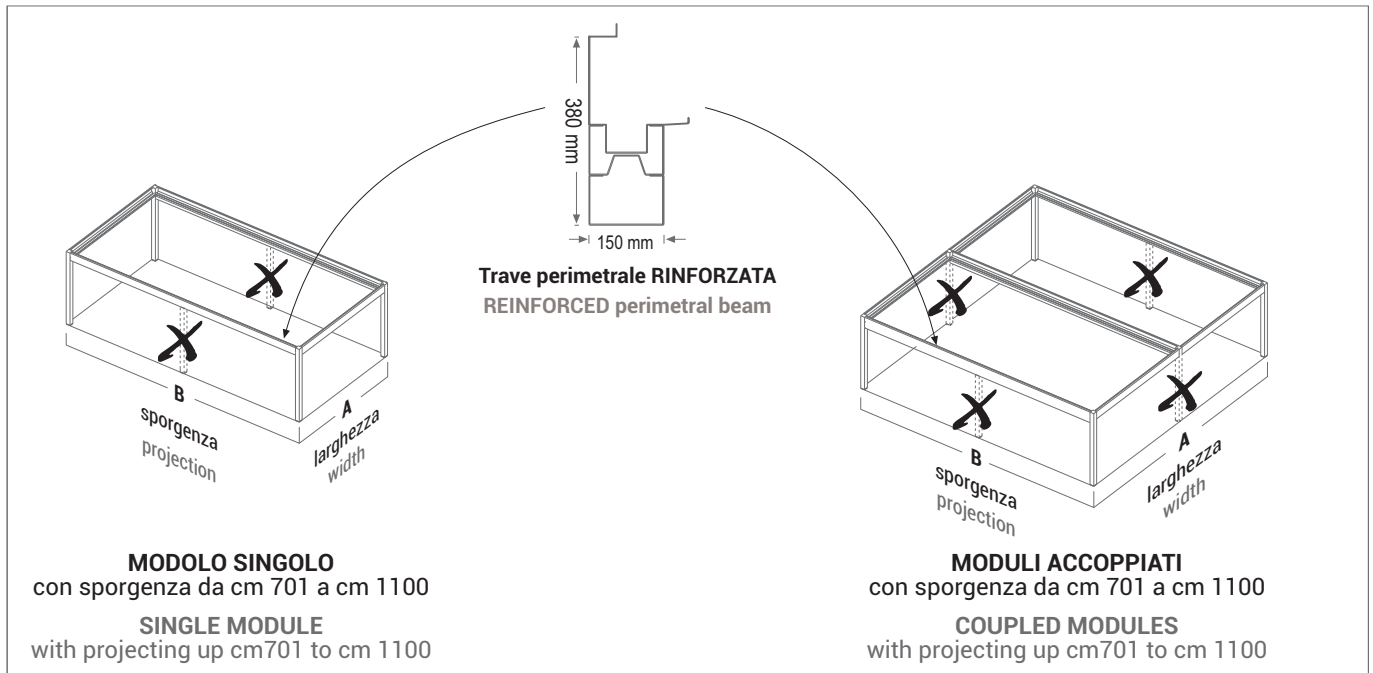 380 mm
150 mm
Trave perimetrale RINFORZATA
REINFORCED perimetral beam
B
sporgenza
projection
A
larghezza
width
B
sporgenza
projection
A
larghezza
width
MODOLO SINGOLO
con sporgenza da cm 701 a cm 1100
SINGLE MODULE
with projecting up cm701 to cm 1100
MODULI ACCOPPIATI
con sporgenza da cm 701 a cm 1100
COUPLED MODULES
with projecting up cm701 to cm 1100